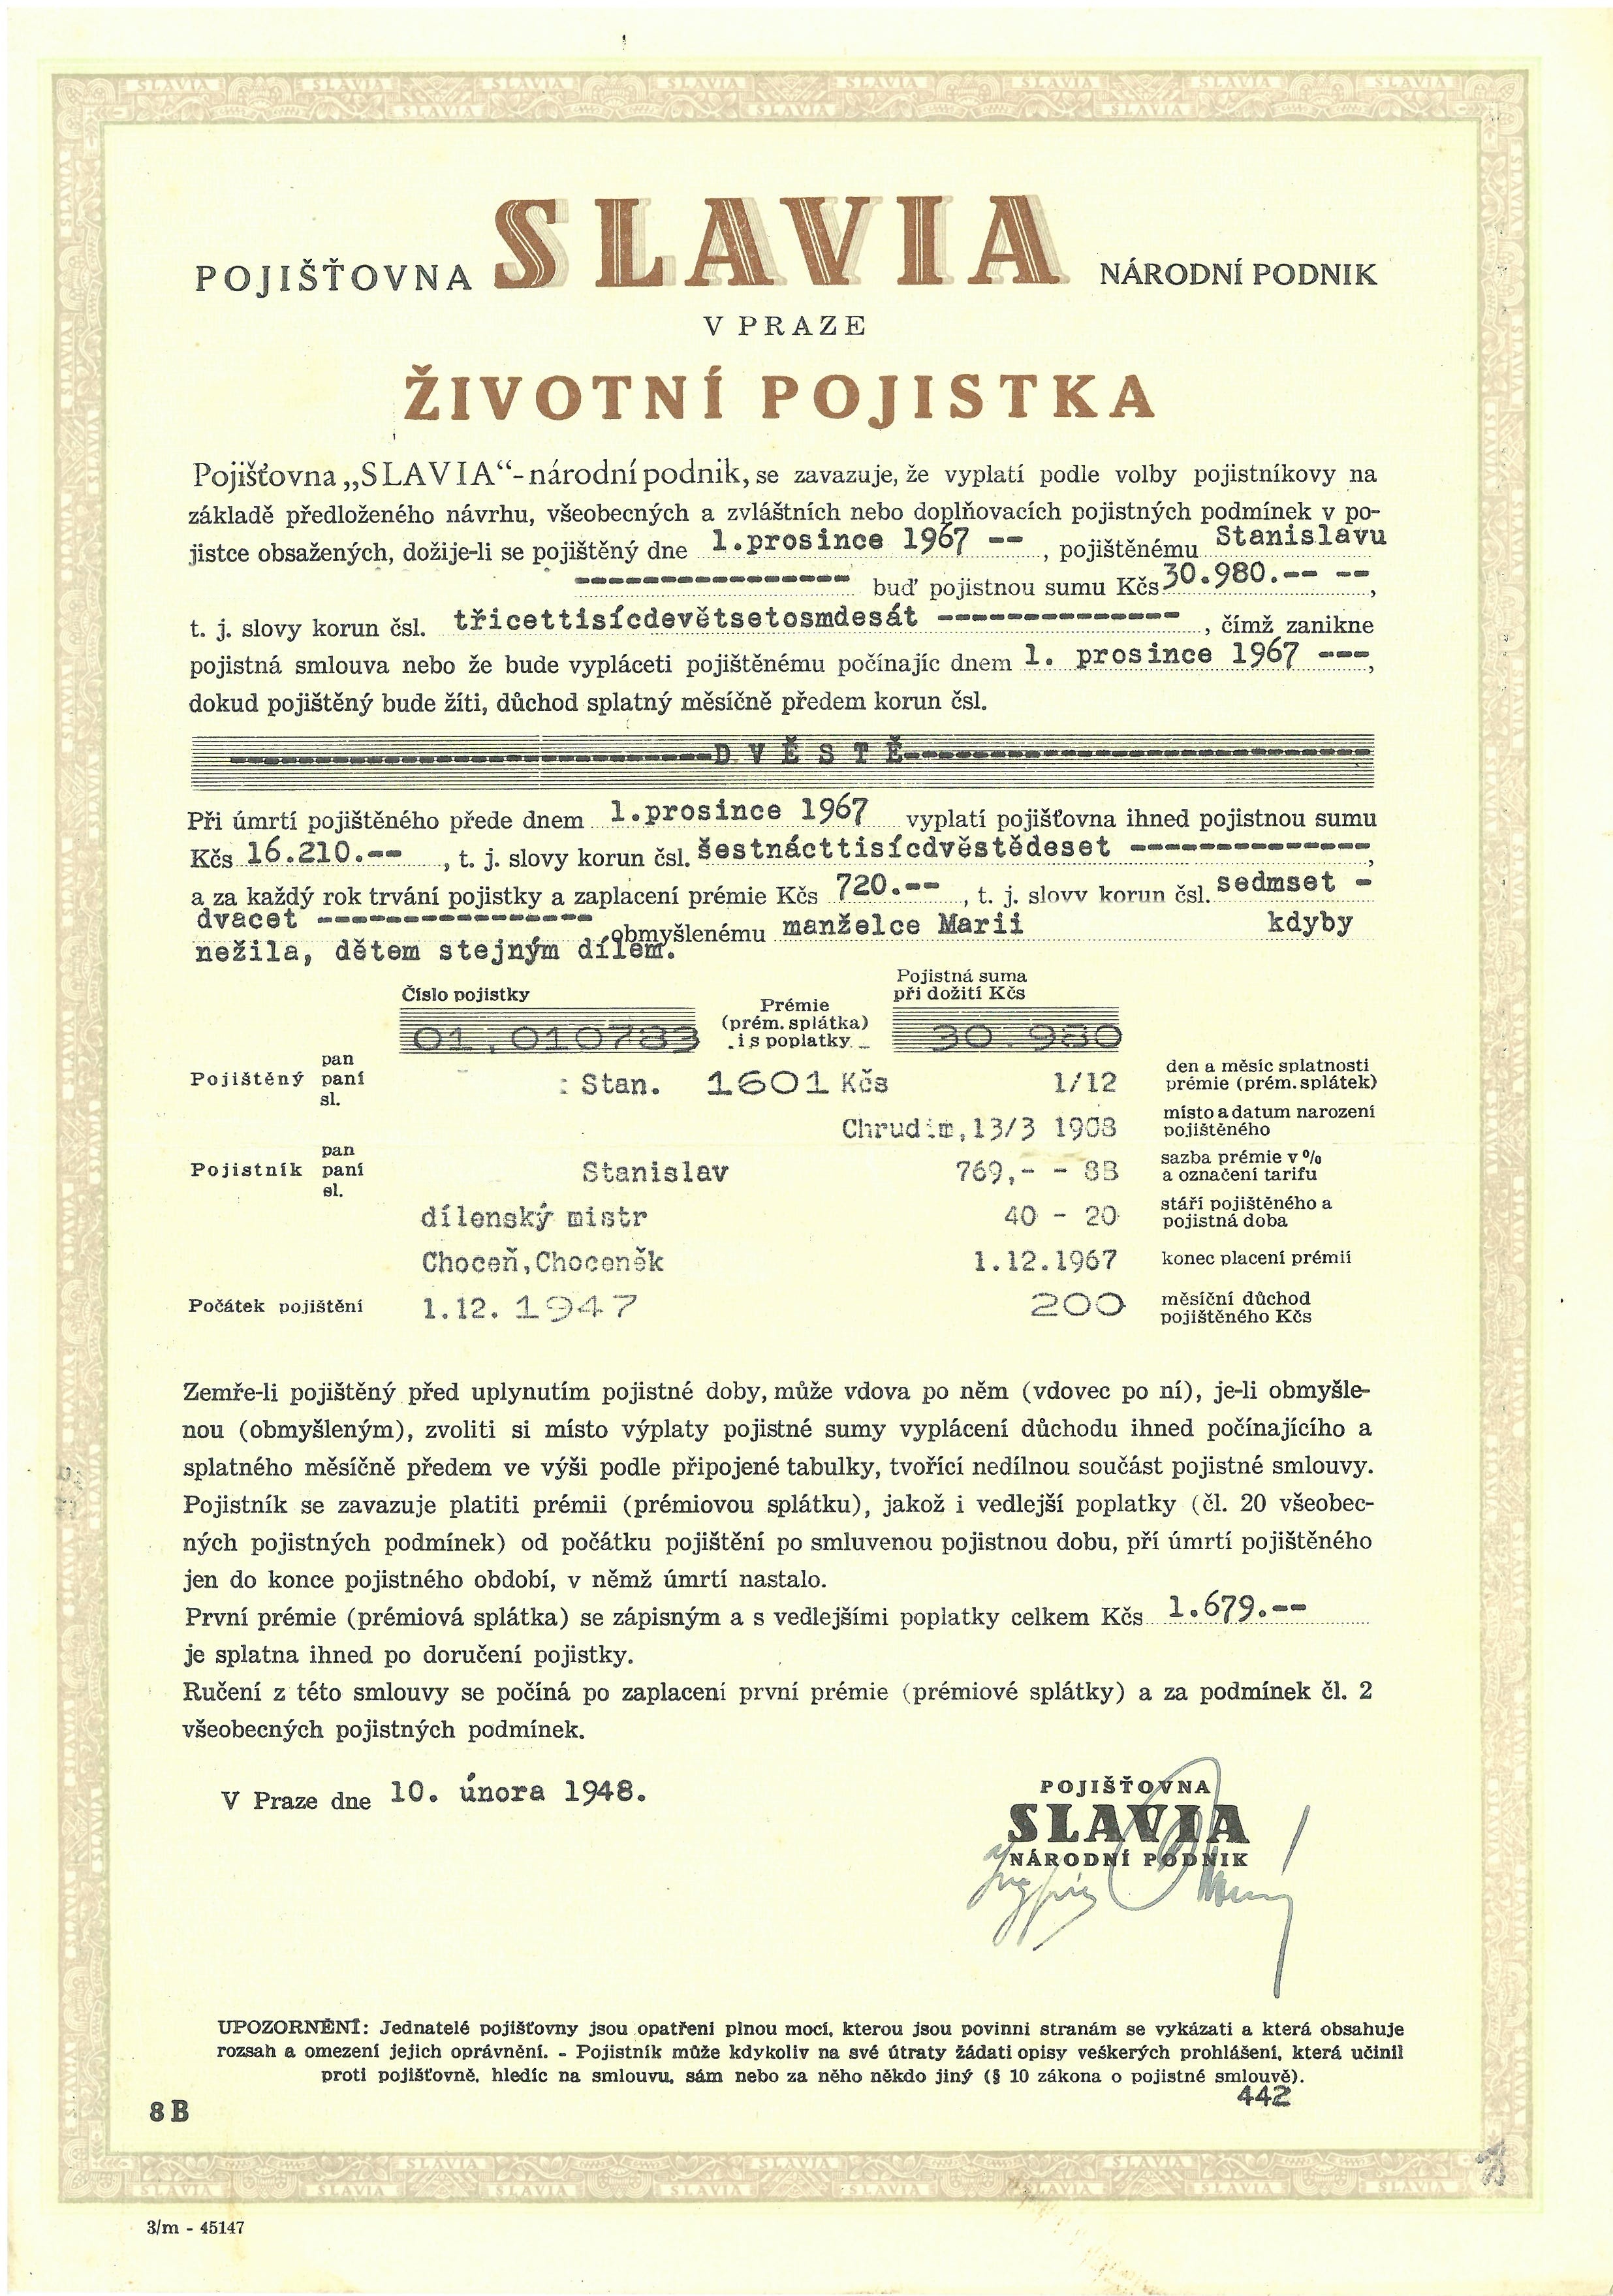 POJIŠŤOVNA SLAVIA NÁRODNÍ PODNIK
V PRAZE
ŽIVOTNÍ POJISTKA
Pojišťovna „SLAVIA“ - národní podnik, se zavazuje, že vyplatí podle volby pojistníkovy na
základě předloženého návrhu, všeobecných a zvláštních nebo doplňovacích pojistných podmínek v po-
jistce obsažených, dožije-li se pojištěný dne 1.prosince 1967 -- , pojištěnému Stanislavu
---------------- buď pojistnou sumu Kčs 30.980.-- -- ,
t. j. slovy korun čsl. třicettisícdevětsetosmdesát -------------- , čímž zanikne
pojistná smlouva nebo že bude vypláceti pojištěnému počínajíc dnem 1. prosince 1967 ---,
dokud pojištěný bude žíti, důchod splatný měsíčně předem korun čsl.
----------------------------D V Ě S T Ě---------------------------
Při úmrtí pojištěného přede dnem 1.prosince 1967 vyplatí pojišťovna ihned pojistnou sumu
Kčs 16.210.-- , t. j. slovy korun čsl. šestnácttisícdvěstědeset --------------,
a za každý rok trvání pojistky a zaplacení prémie Kčs 720.-- , t. j. slovy korun čsl. sedmset -
dvacet ---------------- obmyšlenému manželce Marii kdyby
nežila, dětem stejným dílem.
Číslo pojistky
01.010783
Prémie
(prém. splátka)
i s poplatky
Pojistná suma
při dožití Kčs
30.980
Pojištěný pan paní sl. : Stan. 1601 Kčs 1/12 den a měsíc splatnosti prémie (prém. splátek)
Chrudim,13/3 1908 místo a datum narození pojištěného
Pojistník pan paní sl. Stanislav 769,- - 8B sazba prémie v % a označení tarifu
dílenský mistr 40 - 20 stáří pojištěného a pojistná doba
Choceň,Choceněk 1.12.1967 konec placení prémií
Počátek pojištění 1.12. 1947 200 měsíční důchod pojištěného Kčs
Zemře-li pojištěný před uplynutím pojistné doby, může vdova po něm (vdovec po ní), je-li obmyšle-
nou (obmyšleným), zvoliti si místo výplaty pojistné sumy vyplácení důchodu ihned počínajícího a
splatného měsíčně předem ve výši podle připojené tabulky, tvořící nedílnou součást pojistné smlouvy.
Pojistník se zavazuje platiti prémii (prémiovou splátku), jakož i vedlejší poplatky (čl. 20 všeobec-
ných pojistných podmínek) od počátku pojištění po smluvenou pojistnou dobu, pří úmrtí pojištěného
jen do konce pojistného období, v němž úmrtí nastalo.
První prémie (prémiová splátka) se zápisným a s vedlejšími poplatky celkem Kčs 1.679.--
je splatna ihned po doručení pojistky.
Ručení z této smlouvy se počíná po zaplacení první prémie (prémiové splátky) a za podmínek čl. 2
všeobecných pojistných podmínek.
V Praze dne 10. února 1948.
POJIŠŤOVNA
SLAVIA
NÁRODNÍ PODNIK
UPOZORNĚNÍ: Jednatelé pojišťovny jsou opatřeni plnou mocí, kterou jsou povinni stranám se vykázati a která obsahuje
rozsah a omezení jejich oprávnění. - Pojistník může kdykoliv na své útraty žádati opisy veškerých prohlášení, která učinil
proti pojišťovně, hledíc na smlouvu, sám nebo za něho někdo jiný (§ 10 zákona o pojistné smlouvě).
442
8 B
3/m - 45147